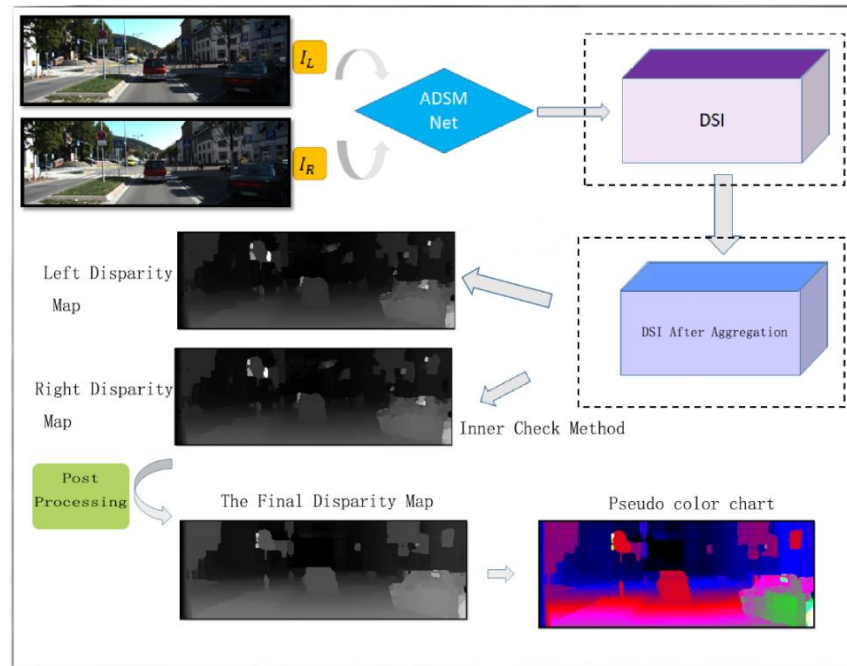 I_L
ADSM
Net
DSI
I_R
Left Disparity
Map
DSI After Aggregation
Right Disparity
Map
Inner Check Method
Post
Processing
The Final Disparity Map
Pseudo color chart